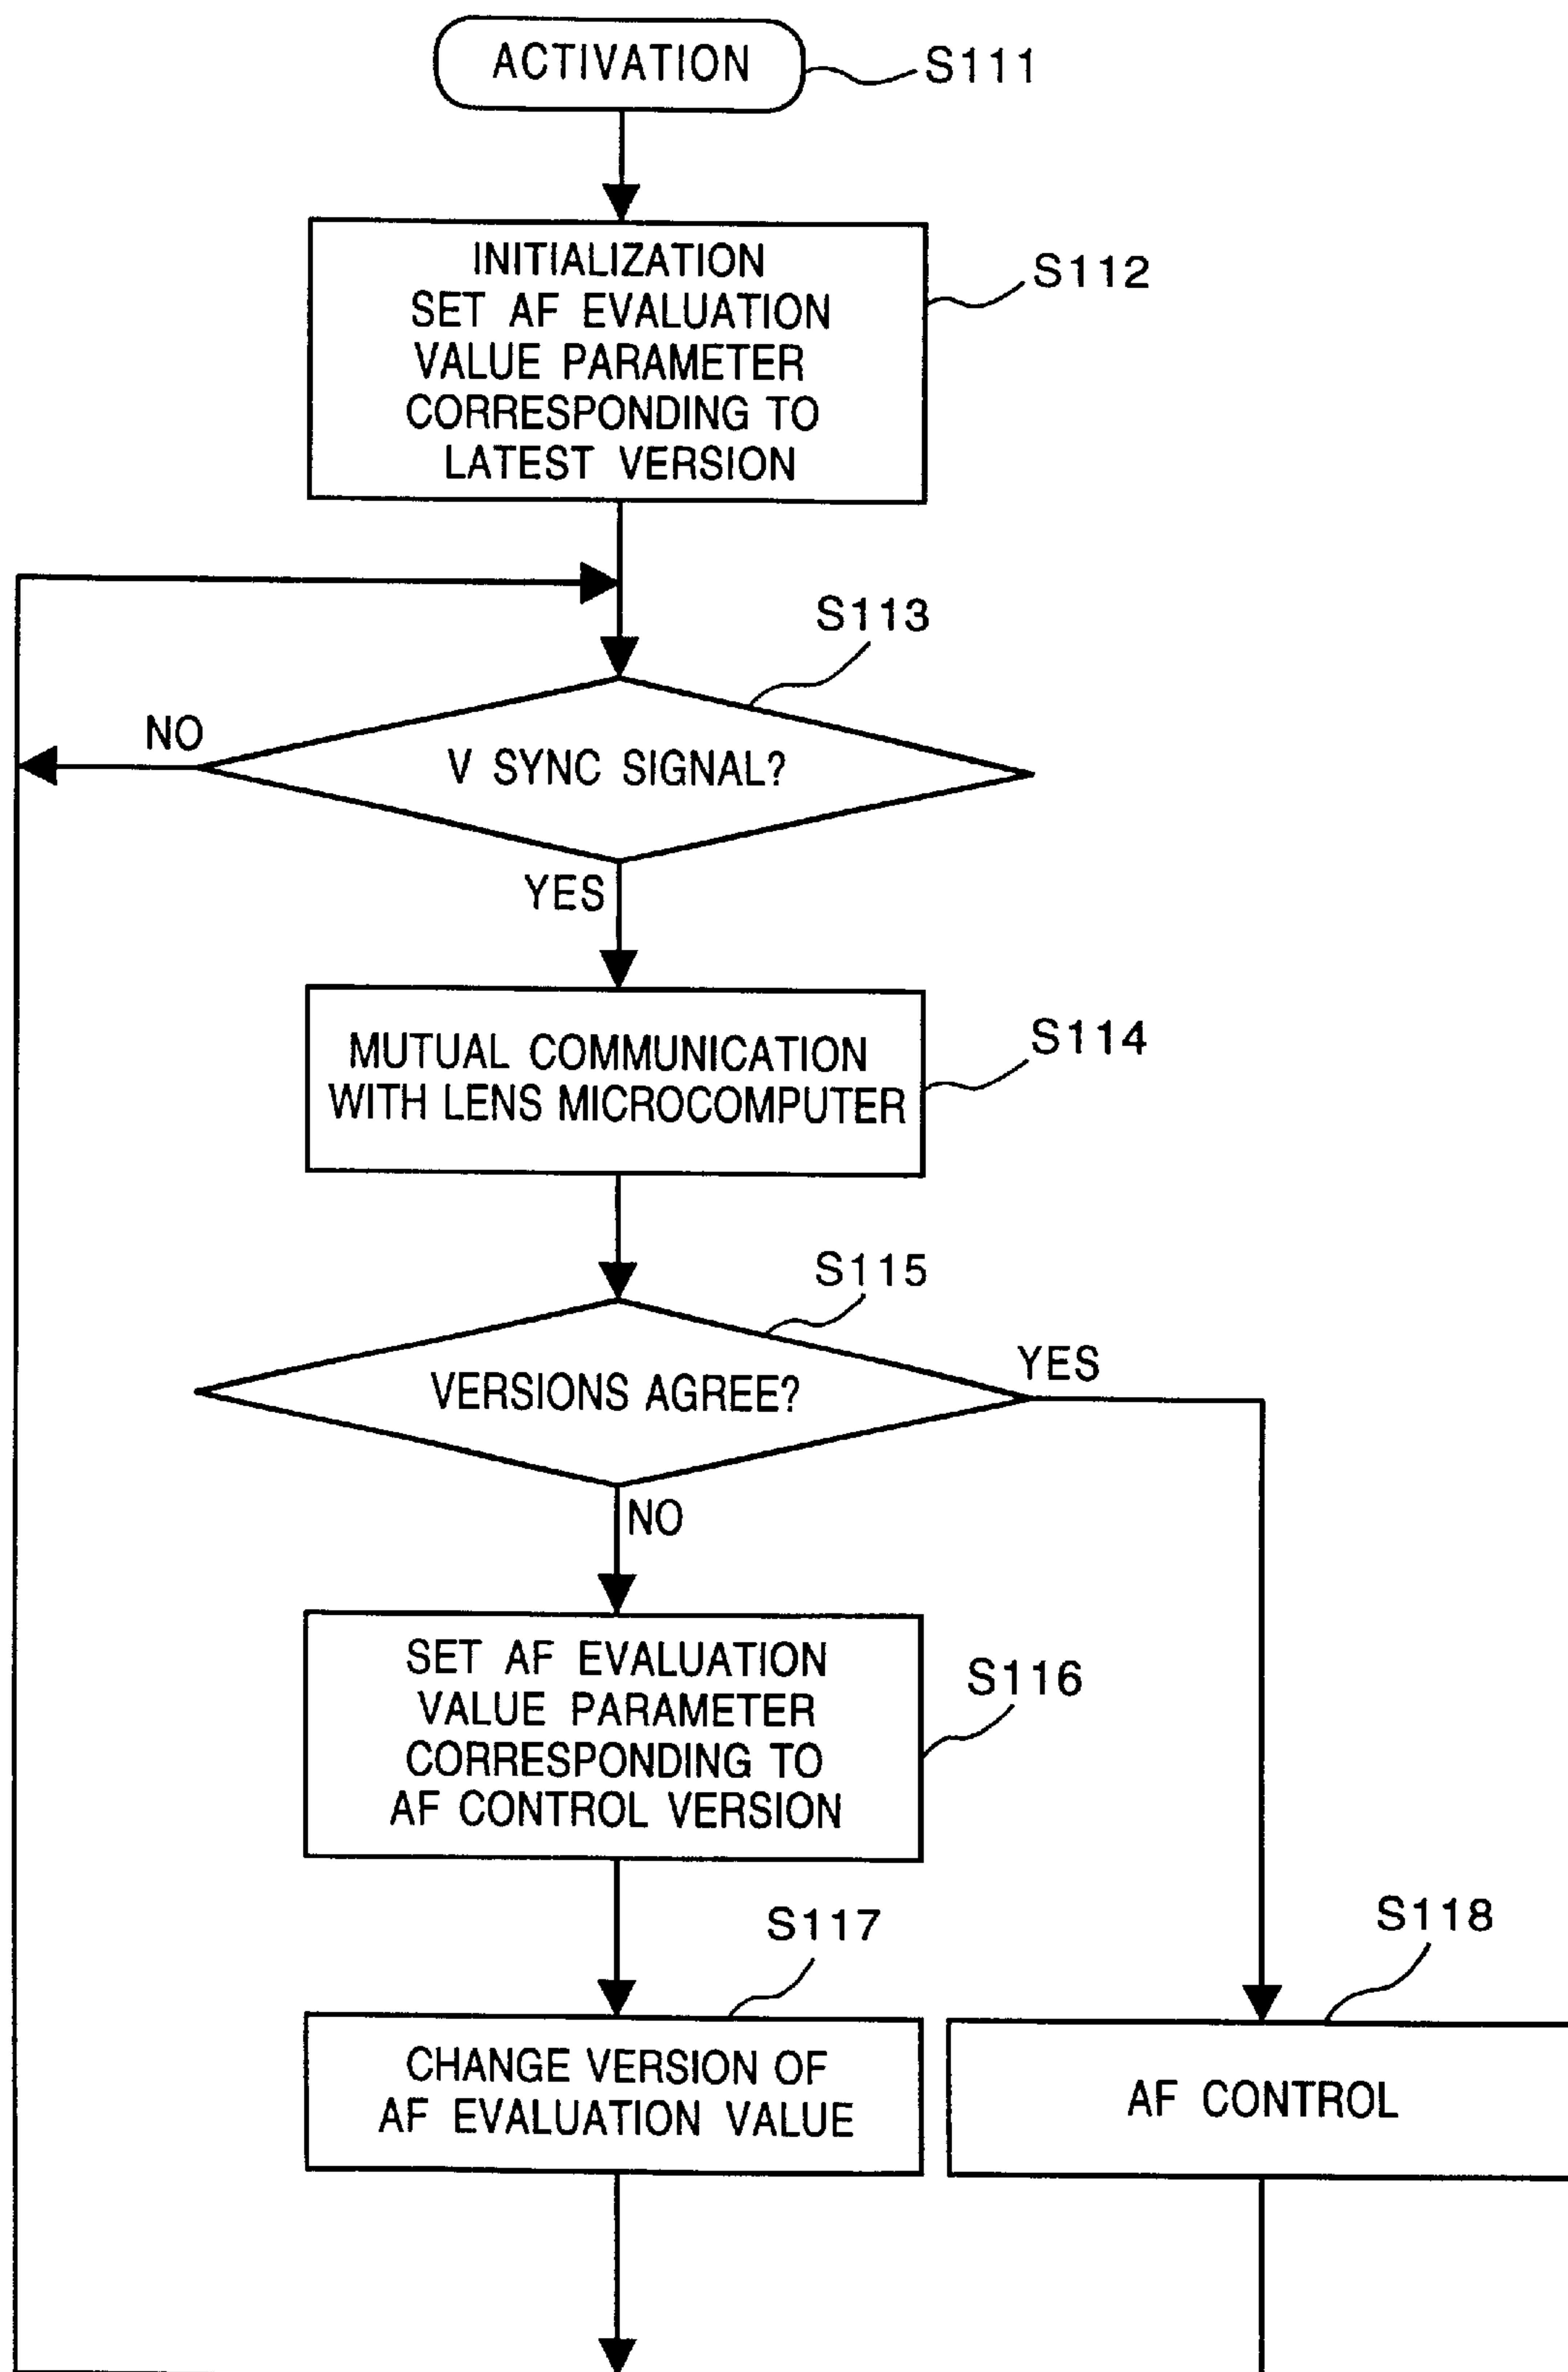 ACTIVATION
S111
INITIALIZATION
SET AF EVALUATION
VALUE PARAMETER
CORRESPONDING TO
LATEST VERSION
S112
S113
NO
V SYNC SIGNAL?
YES
MUTUAL COMMUNICATION
WITH LENS MICROCOMPUTER
S114
S115
VERSIONS AGREE?
YES
NO
SET AF EVALUATION
VALUE PARAMETER
CORRESPONDING TO
AF CONTROL VERSION
S116
S117
S118
CHANGE VERSION OF
AF EVALUATION VALUE
AF CONTROL